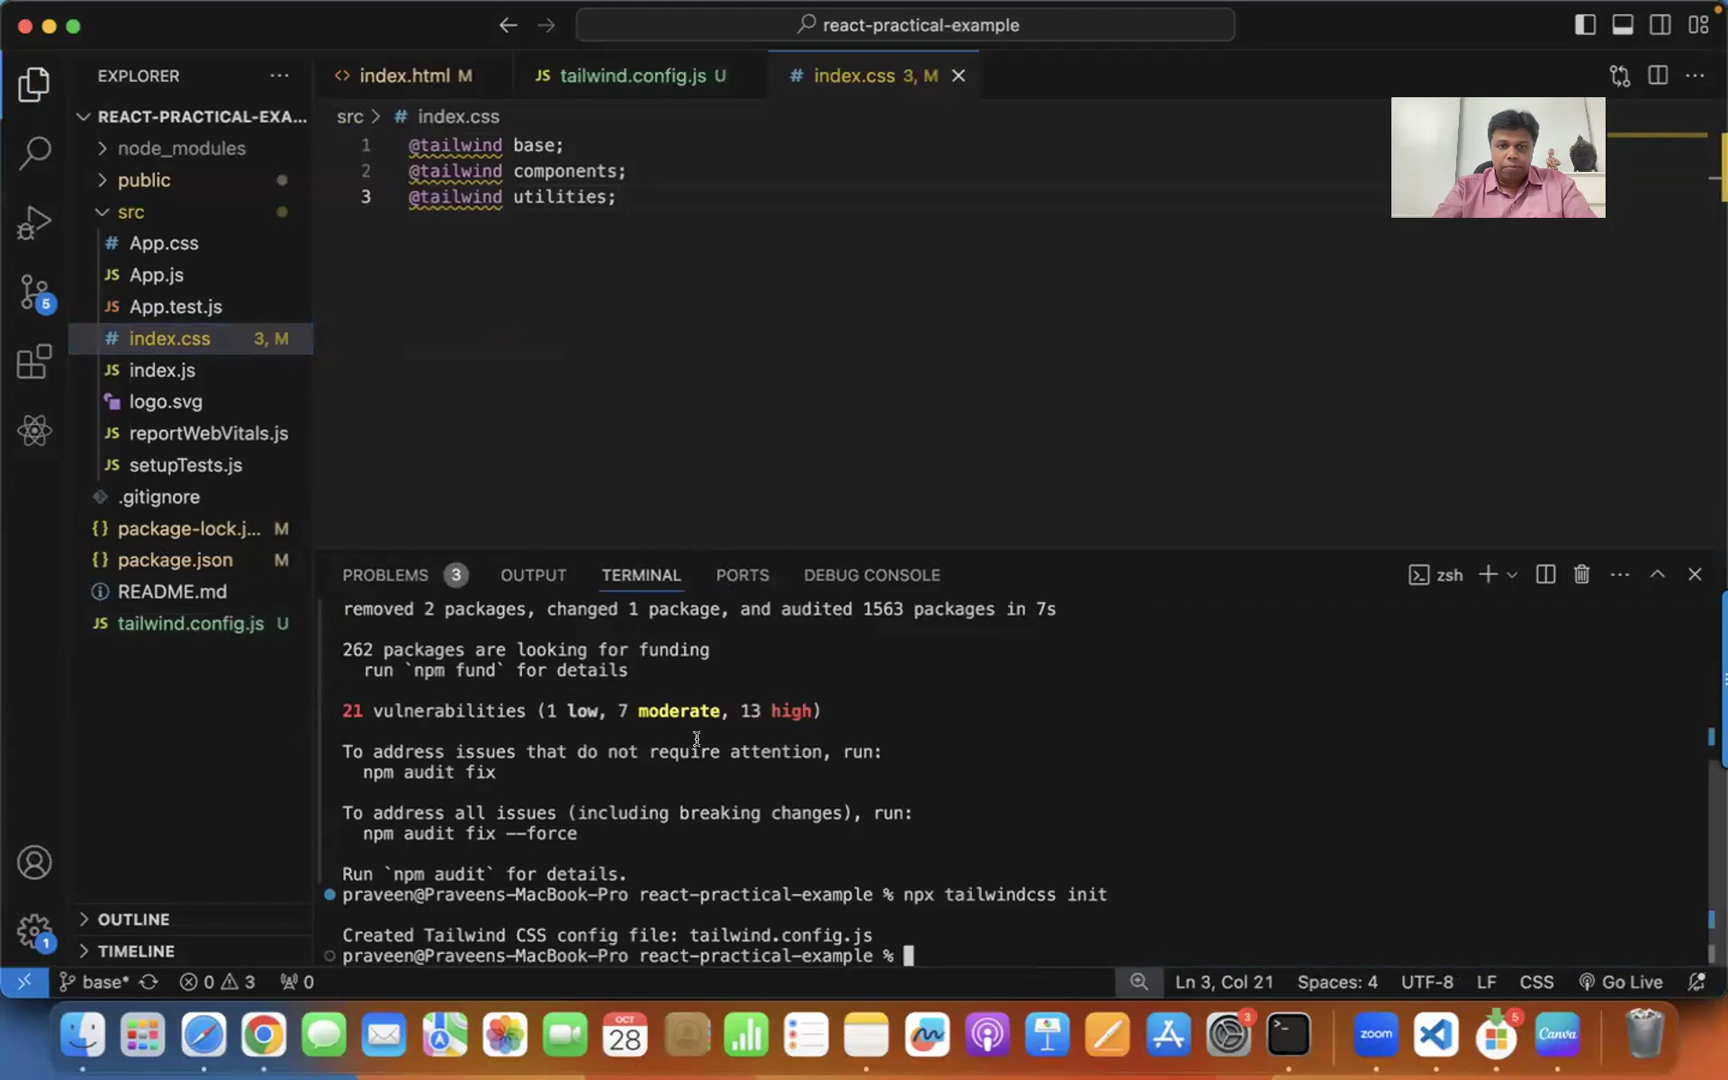 react-practical-example
EXPLORER
index.html M
tailwind.config.js U
index.css 3, M
REACT-PRACTICAL-EXA...
src > # index.css
node_modules
public
src
App.css
App.js
App.test.js
index.css 3, M
index.js
logo.svg
reportWebVitals.js
setupTests.js
.gitignore
package-lock.j... M
package.json M
README.md
tailwind.config.js U
OUTLINE
TIMELINE
1 @tailwind base;
2 @tailwind components;
3 @tailwind utilities;
PROBLEMS 3 OUTPUT TERMINAL PORTS DEBUG CONSOLE
zsh
removed 2 packages, changed 1 package, and audited 1563 packages in 7s
262 packages are looking for funding
run `npm fund` for details
21 vulnerabilities (1 low, 7 moderate, 13 high)
To address issues that do not require attention, run:
npm audit fix
To address all issues (including breaking changes), run:
npm audit fix --force
Run `npm audit` for details.
praveen@Praveens-MacBook-Pro react-practical-example % npx tailwindcss init
Created Tailwind CSS config file: tailwind.config.js
praveen@Praveens-MacBook-Pro react-practical-example %
5
1
base* 0 3 0
Ln 3, Col 21 Spaces: 4 UTF-8 LF CSS Go Live
OCT
28
3
zoom
5
Canva